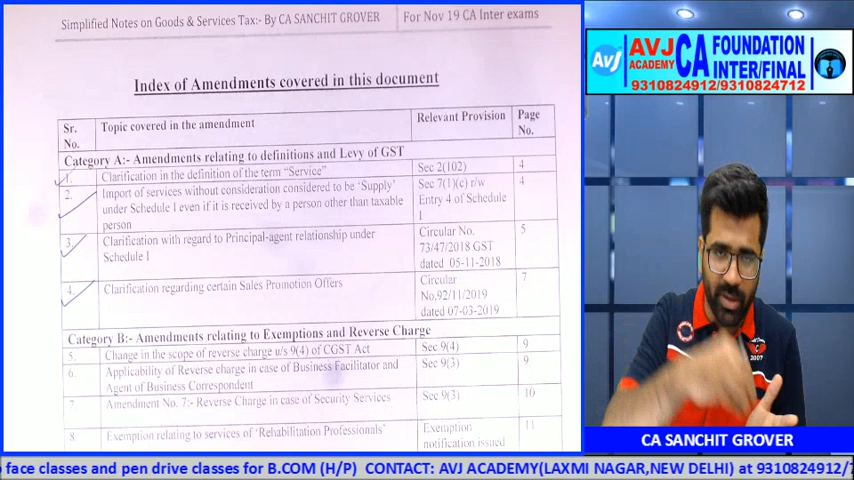 Simplified Notes on Goods & Services Tax:- By CA SANCHIT GROVER
For Nov 19 CA Inter exams
Index of Amendments covered in this document
Sr. No.
Topic covered in the amendment
Relevant Provision
Page No.
Category A:- Amendments relating to definitions and Levy of GST
1.
Clarification in the definition of the term "Service"
Sec 2(102)
4
2.
Import of services without consideration considered to be 'Supply'
under Schedule I even if it is received by a person other than taxable
person
Sec 7(1)(c) r/w
Entry 4 of Schedule
I
4
3.
Clarification with regard to Principal-agent relationship under
Schedule I
Circular No.
73/47/2018 GST
dated 05-11-2018
5
4.
Clarification regarding certain Sales Promotion Offers
Circular
No.92/11/2019
dated 07-03-2019
7
Category B:- Amendments relating to Exemptions and Reverse Charge
5.
Change in the scope of reverse charge u/s 9(4) of CGST Act
Sec 9(4)
9
6.
Applicability of Reverse charge in case of Business Facilitator and
Agent of Business Correspondent
Sec 9(3)
9
7
Amendment No. 7:- Reverse Charge in case of Security Services
Sec 9(3)
10
8
Exemption relating to services of 'Rehabilitation Professionals'
Exemption
notification issued
11
AVJ
AVJ
ACADEMY
CA
FOUNDATION
INTER/FINAL
9310824912/9310824712
2007
CA SANCHIT GROVER
face classes and pen drive classes for B.COM (H/P) CONTACT: AVJ ACADEMY(LAXMI NAGAR,NEW DELHI) at 9310824912/